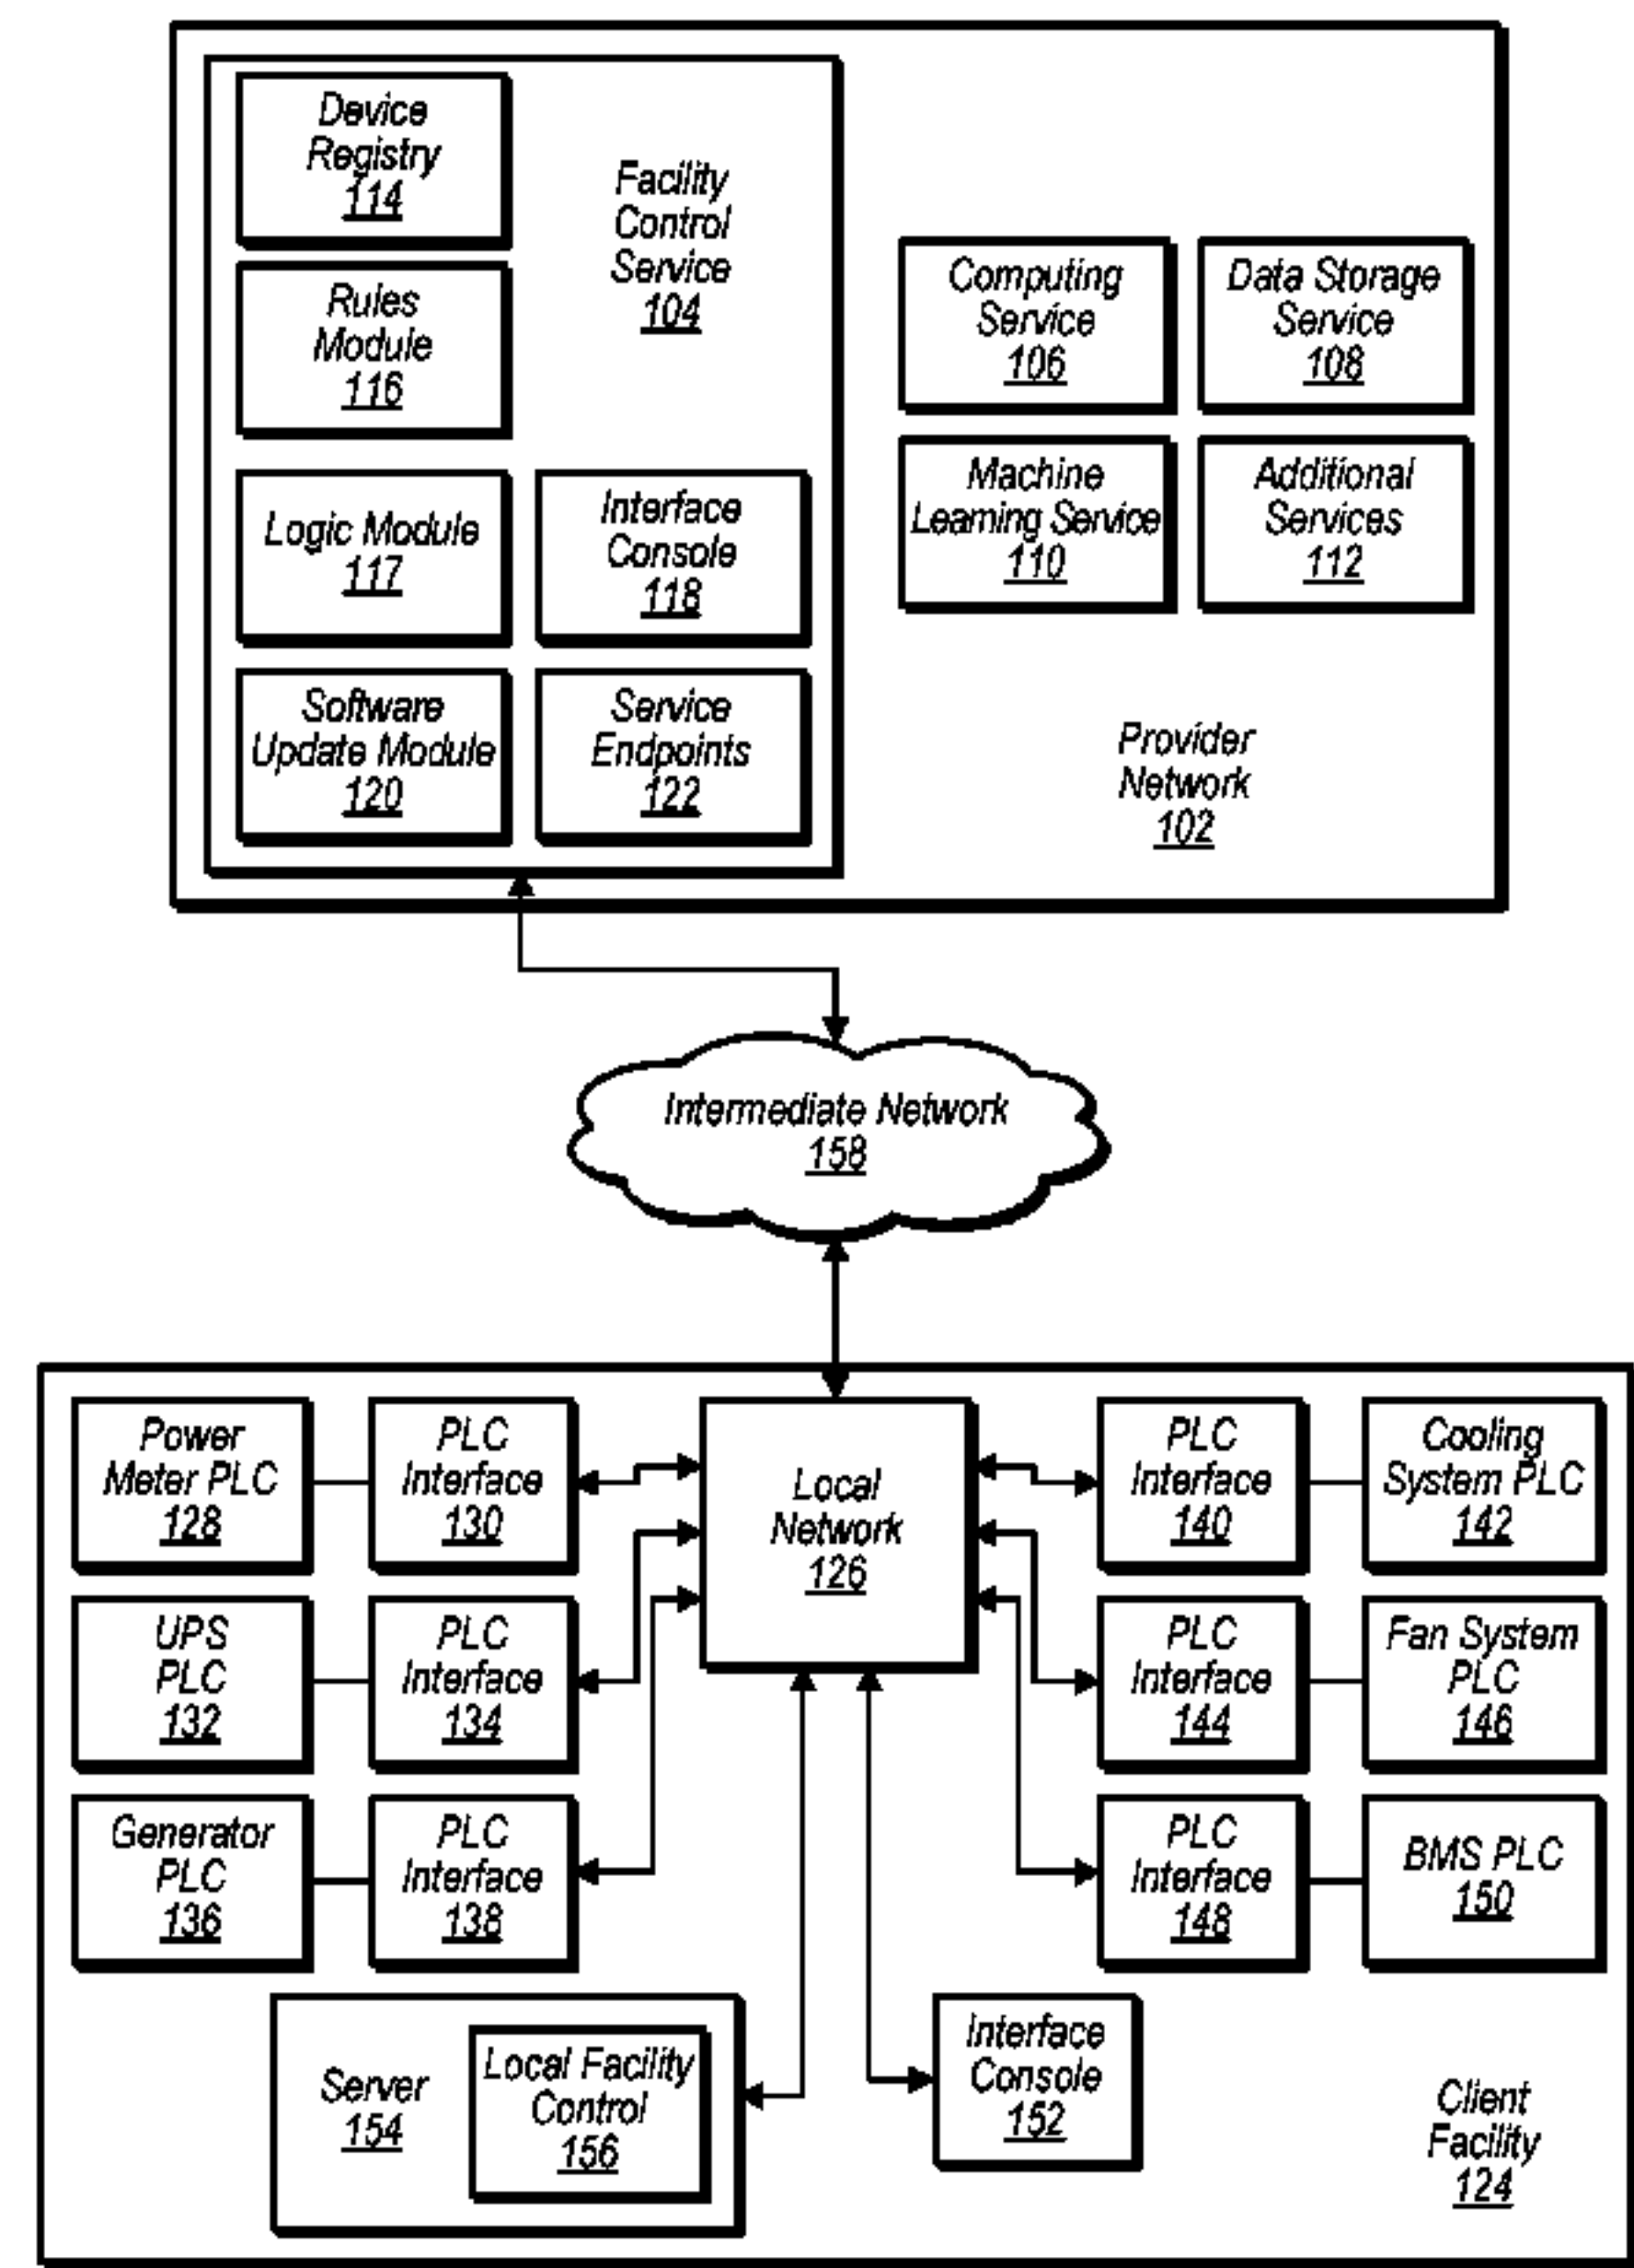 Device
Registry
114
Facility
Control
Service
104
Rules
Module
116
Computing
Service
106
Data Storage
Service
108
Logic Module
117
Interface
Console
118
Machine
Learning Service
110
Additional
Services
112
Software
Update Module
120
Service
Endpoints
122
Provider
Network
102
Intermediate Network
158
Power
Meter PLC
128
PLC
Interface
130
Local
Network
126
PLC
Interface
140
Cooling
System PLC
142
UPS
PLC
132
PLC
Interface
134
PLC
Interface
144
Fan System
PLC
146
Generator
PLC
136
PLC
Interface
138
PLC
Interface
148
BMS PLC
150
Server
154
Local Facility
Control
156
Interface
Console
152
Client
Facility
124